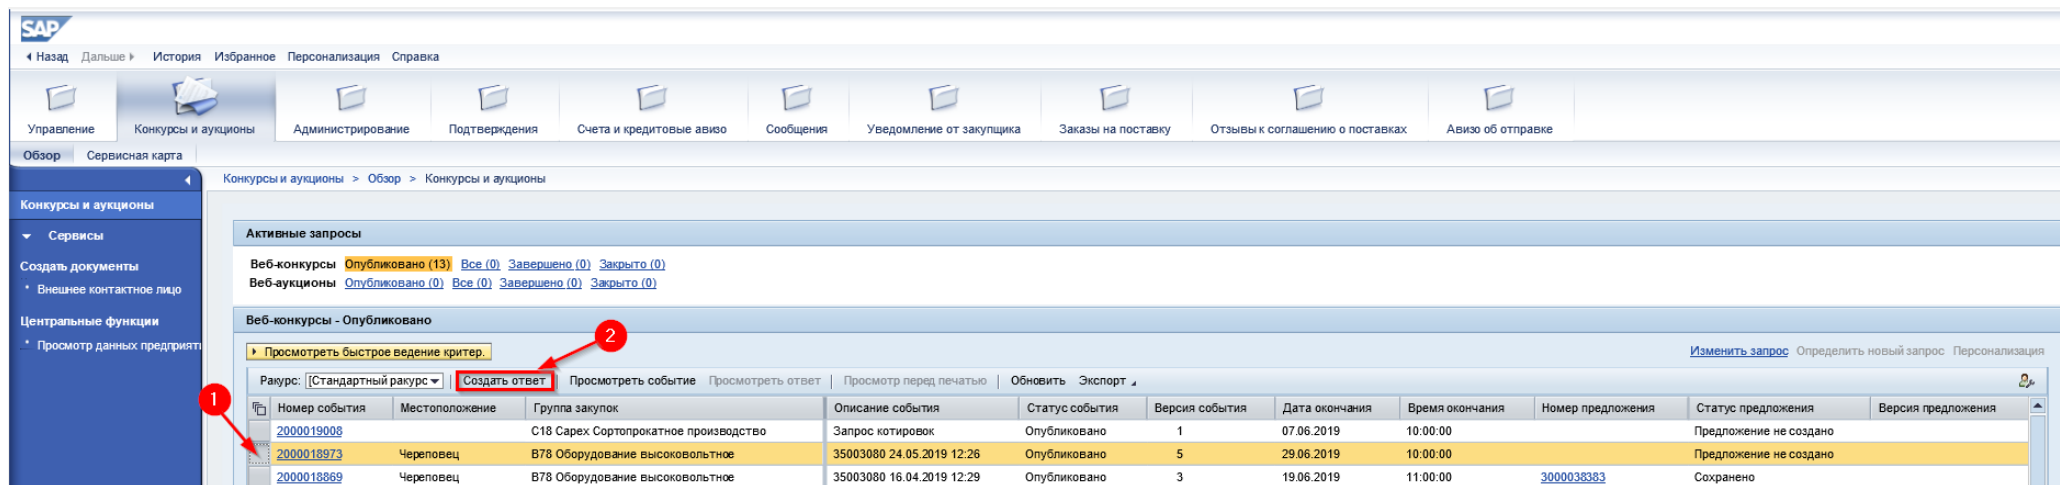 SAP
Назад Дальше История Избранное Персонализация Справка
Управление Конкурсы и аукционы Администрирование Подтверждения Счета и кредитовые авизо Сообщения Уведомление от закупщика Заказы на поставку Отзывы к соглашению о поставках Авизо об отправке
Обзор Сервисная карта
Конкурсы и аукционы > Обзор > Конкурсы и аукционы
Конкурсы и аукционы
Сервисы
Создать документы
Внешнее контактное лицо
Центральные функции
Просмотр данных предприяти
Активные запросы
Веб-конкурсы Опубликовано (13) Все (0) Завершено (0) Закрыто (0)
Веб-аукционы Опубликовано (0) Все (0) Завершено (0) Закрыто (0)
Веб-конкурсы - Опубликовано
2
Просмотреть быстрое ведение критер. Изменить запрос Определить новый запрос Персонализация
Ракурс: [Стандартный ракурс Создать ответ Просмотреть событие Просмотреть ответ Просмотр перед печатью Обновить Экспорт
1
Номер события Местоположение Группа закупок Описание события Статус события Версия события Дата окончания Время окончания Номер предложения Статус предложения Версия предложения
2000019008 C18 Capex Сортопрокатное производство Запрос котировок Опубликовано 1 07.06.2019 10:00:00 Предложение не создано
2000018973 Череповец B78 Оборудование высоковольтное 35003080 24.05.2019 12:26 Опубликовано 5 29.06.2019 10:00:00 Предложение не создано
2000018869 Череповец B78 Оборудование высоковольтное 35003080 16.04.2019 12:29 Опубликовано 3 19.06.2019 11:00:00 3000038383 Сохранено